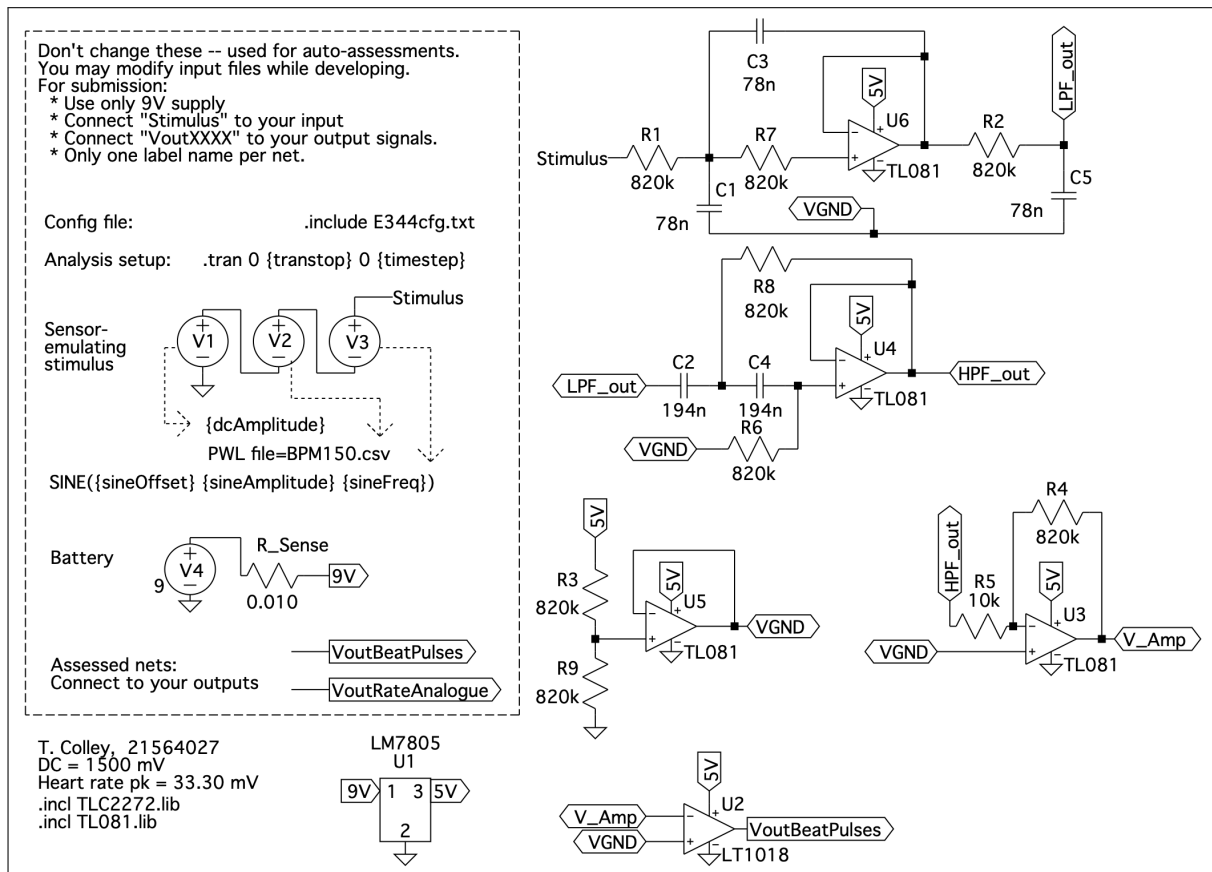 Don't change these -- used for auto-assessments.
You may modify input files while developing.
For submission:
* Use only 9V supply
* Connect "Stimulus" to your input
* Connect "VoutXXXX" to your output signals.
* Only one label name per net.
Config file: .include E344cfg.txt
Analysis setup: .tran 0 {transtop} 0 {timestep}
Stimulus
Sensor-
emulating
stimulus
V1
V2
V3
+
−
+
−
+
−
{dcAmplitude}
PWL file=BPM150.csv
SINE({sineOffset} {sineAmplitude} {sineFreq})
Battery
V4
+
−
9
R_Sense
0.010
9V
Assessed nets:
Connect to your outputs
VoutBeatPulses
VoutRateAnalogue
T. Colley, 21564027
DC = 1500 mV
Heart rate pk = 33.30 mV
.incl TLC2272.lib
.incl TL081.lib
LM7805
U1
9V
1
3
5V
2
C3
78n
LPF_out
5V
U6
Stimulus
R1
820k
R7
820k
−
+
+
−
TL081
R2
820k
C1
78n
VGND
C5
78n
R8
820k
5V
U4
LPF_out
C2
194n
C4
194n
−
+
+
−
TL081
HPF_out
VGND
R6
820k
5V
R3
820k
R9
820k
5V
U5
−
+
+
−
TL081
VGND
R4
820k
HPF_out
R5
10k
5V
U3
−
+
+
−
TL081
VGND
V_Amp
5V
U2
V_Amp
VGND
−
+
+
−
LT1018
VoutBeatPulses